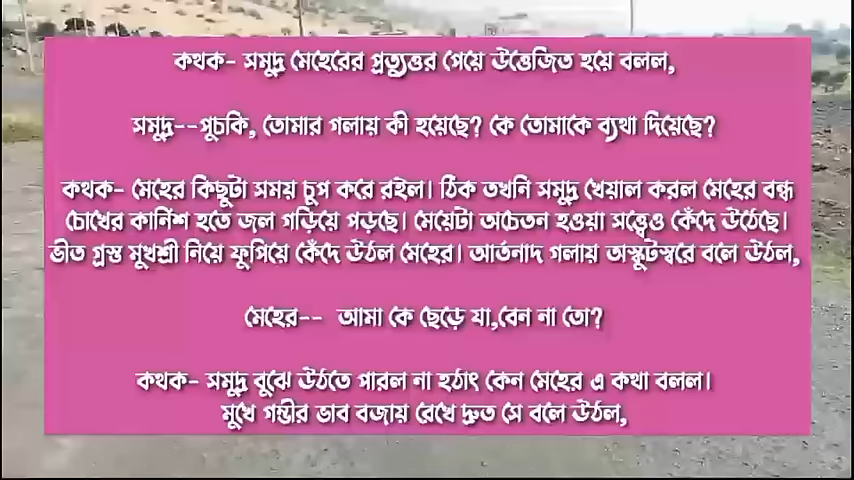 কথক- সমুদ্র মেহেরের প্রত্যুত্তর পেয়ে উত্তেজিত হয়ে বলল,
সমুদ্র--পুচকি, তোমার গলায় কী হয়েছে? কে তোমাকে ব্যথা দিয়েছে?
কথক- মেহের কিছুটা সময় চুপ করে রইল। ঠিক তখনি সমুদ্র খেয়াল করল মেহের বন্ধ
চোখের কার্নিশ হতে জল গড়িয়ে পড়ছে। মেয়েটা অচেতন হওয়া সত্ত্বেও কেঁদে উঠেছে।
ভীত গ্রস্ত মুখশ্রী নিয়ে ফূপিয়ে কেঁদে উঠল মেহের। আর্তনাদ গলায় অস্ফুটস্বরে বলে উঠল,
মেহের-- আমা কে ছেড়ে যা,বেন না তো?
কথক- সমুদ্র বুঝে উঠতে পারল না হঠাৎ কেন মেহের এ কথা বলল।
মুখে গম্ভীর ভাব বজায় রেখে দ্রুত সে বলে উঠল,